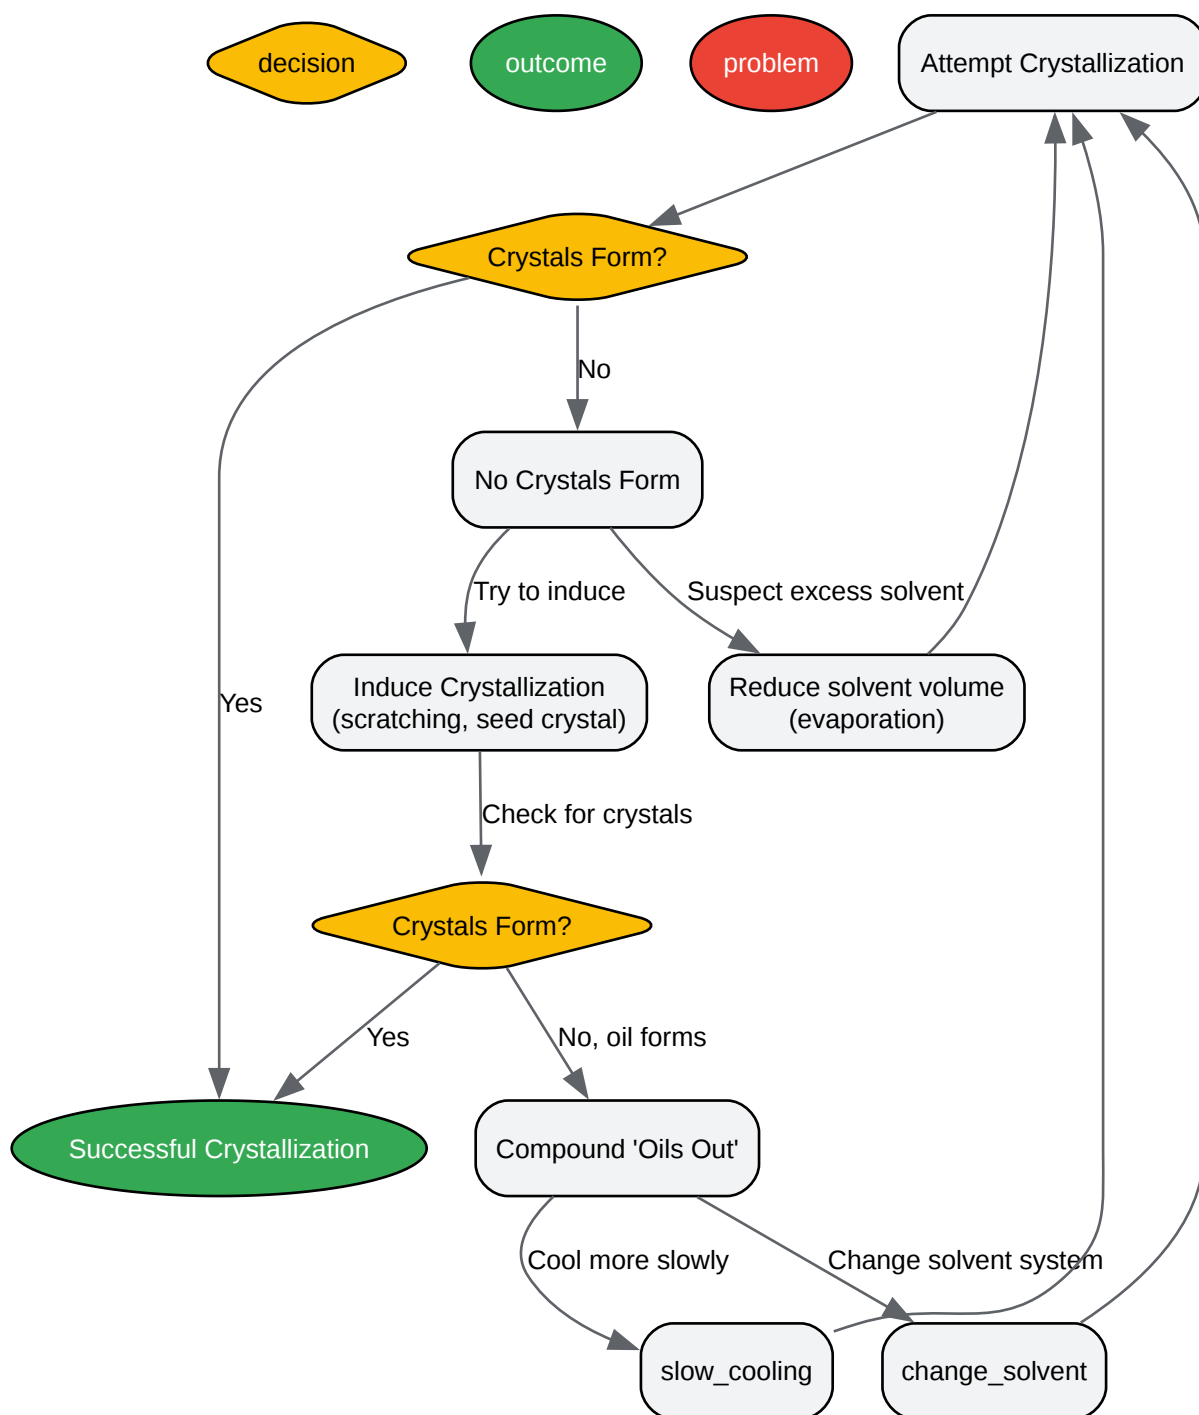 decision
outcome
problem
Attempt Crystallization
Crystals Form?
No
No Crystals Form
Try to induce
Suspect excess solvent
Induce Crystallization
(scratching, seed crystal)
Reduce solvent volume
(evaporation)
Yes
Check for crystals
Crystals Form?
Yes
No, oil forms
Successful Crystallization
Compound 'Oils Out'
Cool more slowly
Change solvent system
slow_cooling
change_solvent